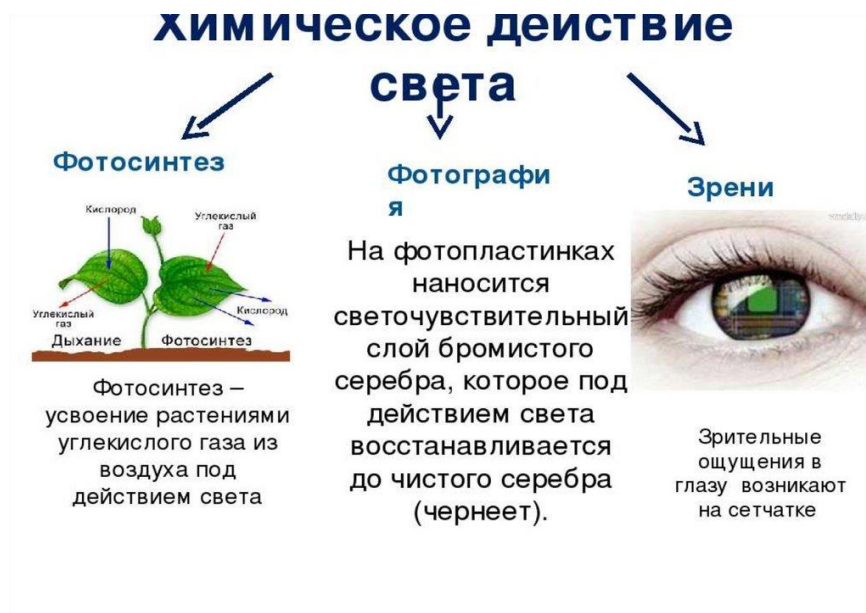 Химическое действие
света
Фотосинтез
Кислород
Углекислый
газ
Углекислый
газ
Кислород
Дыхание
Фотосинтез
Фотосинтез –
усвоение растениями
углекислого газа из
воздуха под
действием света
Фотографи
я
На фотопластинках
наносится
светочувствительный
слой бромистого
серебра, которое под
действием света
восстанавливается
до чистого серебра
(чернеет).
Зрени
Зрительные
ощущения в
глазу возникают
на сетчатке